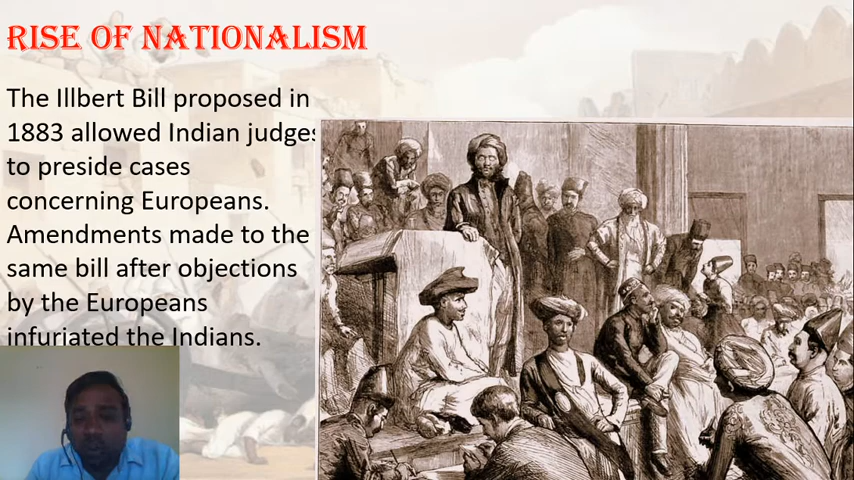 RISE OF NATIONALISM
The Illbert Bill proposed in
1883 allowed Indian judges
to preside cases
concerning Europeans.
Amendments made to the
same bill after objections
by the Europeans
infuriated the Indians.